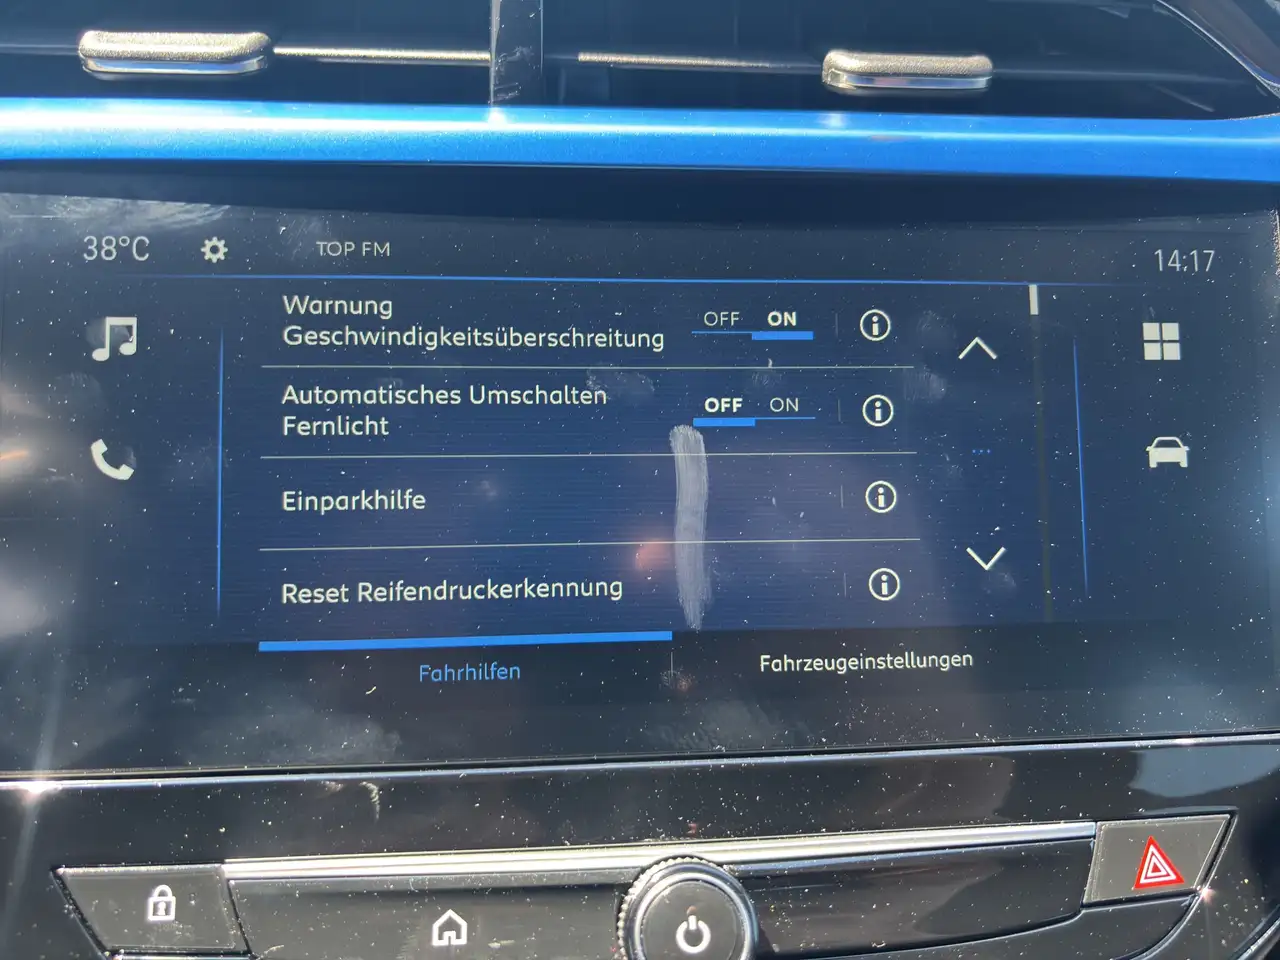 38°C TOP FM 14:17
Warnung
Geschwindigkeitsüberschreitung OFF ON
Automatisches Umschalten
Fernlicht OFF ON
Einparkhilfe
Reset Reifendruckerkennung
Fahrhilfen Fahrzeugeinstellungen